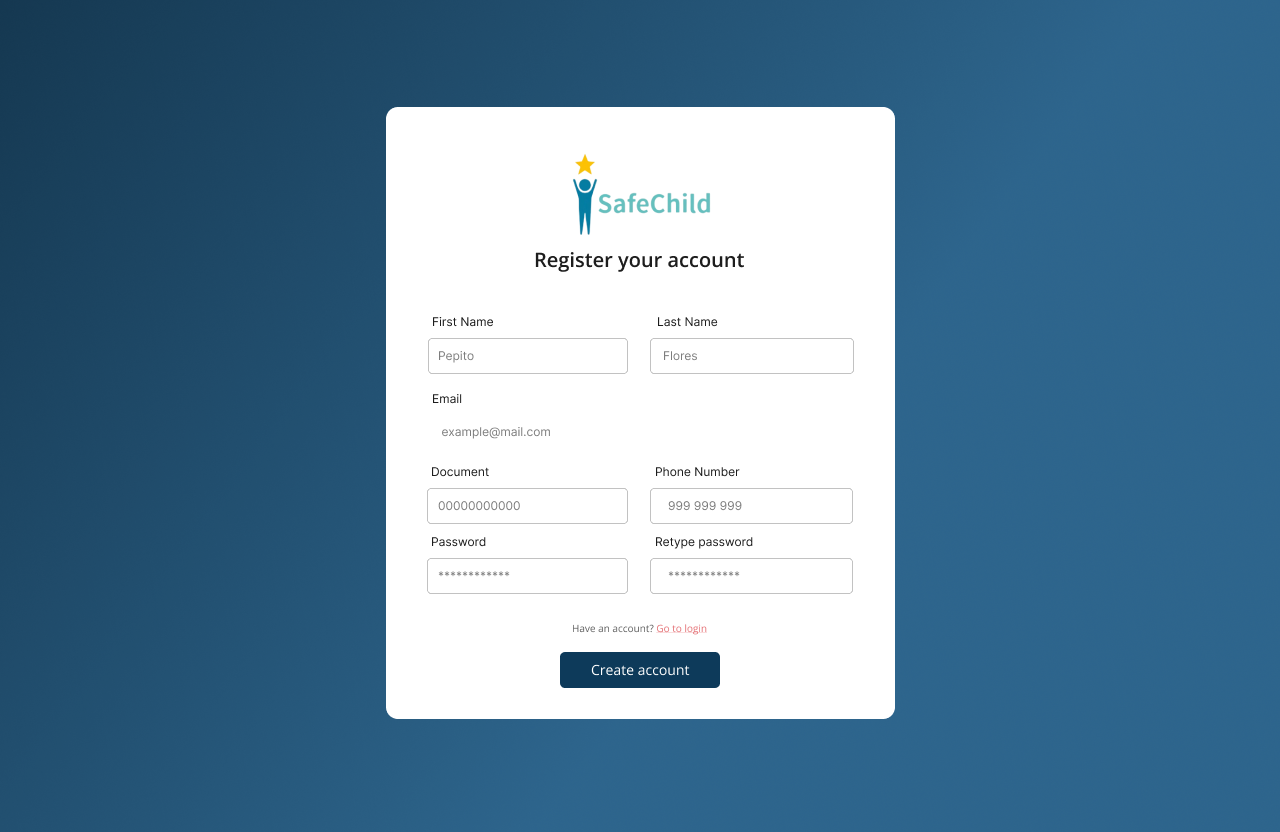 SafeChild
Register your account
First Name Last Name
Pepito Flores
Email
example@mail.com
Document Phone Number
00000000000 999 999 999
Password Retype password
************ ************
Have an account? Go to login
Create account